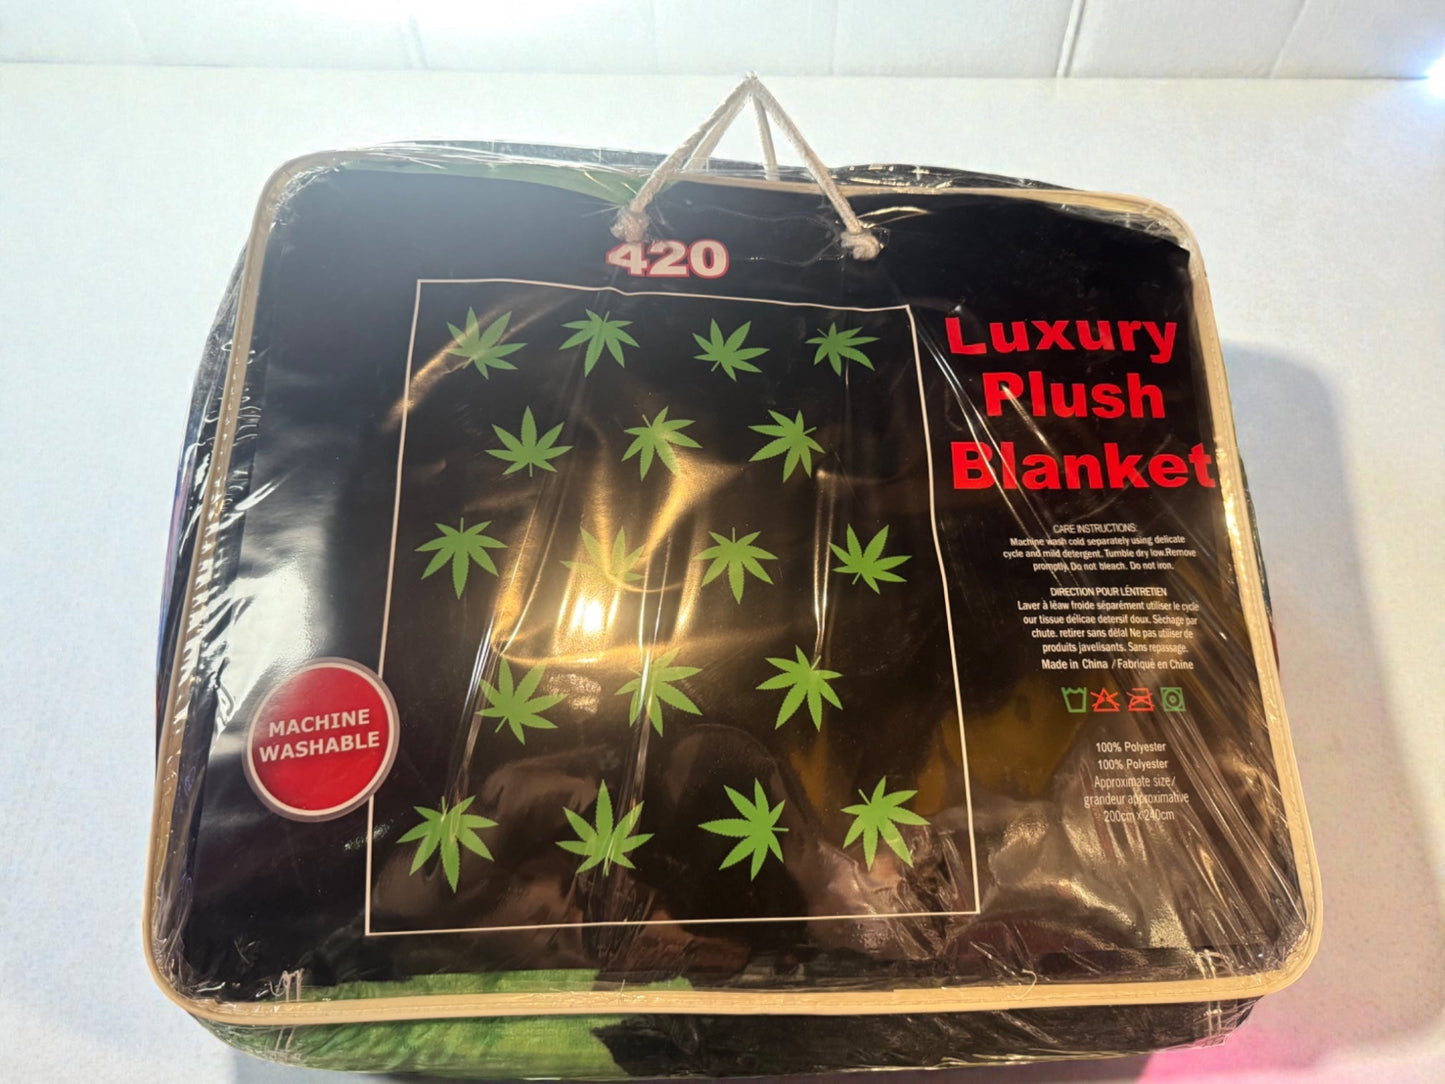 420
Luxury
Plush
Blanket
CARE INSTRUCTIONS:
Machine wash cold separately using delicate
cycle and mild detergent. Tumble dry low.Remove
promptly. Do not bleach. Do not iron.
DIRECTION POUR LÉNTRETIEN
Laver à léaw froide séparément utiliser le cycle
our tissue délicae detersif doux. Sèchage par
chute. retirer sans délal Ne pas utiliser de
produits javelisants. Sans repassage.
Made in China / Fabriqué en Chine
100% Polyester
100% Polyester
Approximate size/
grandeur approximative
200cm x 240cm
MACHINE
WASHABLE